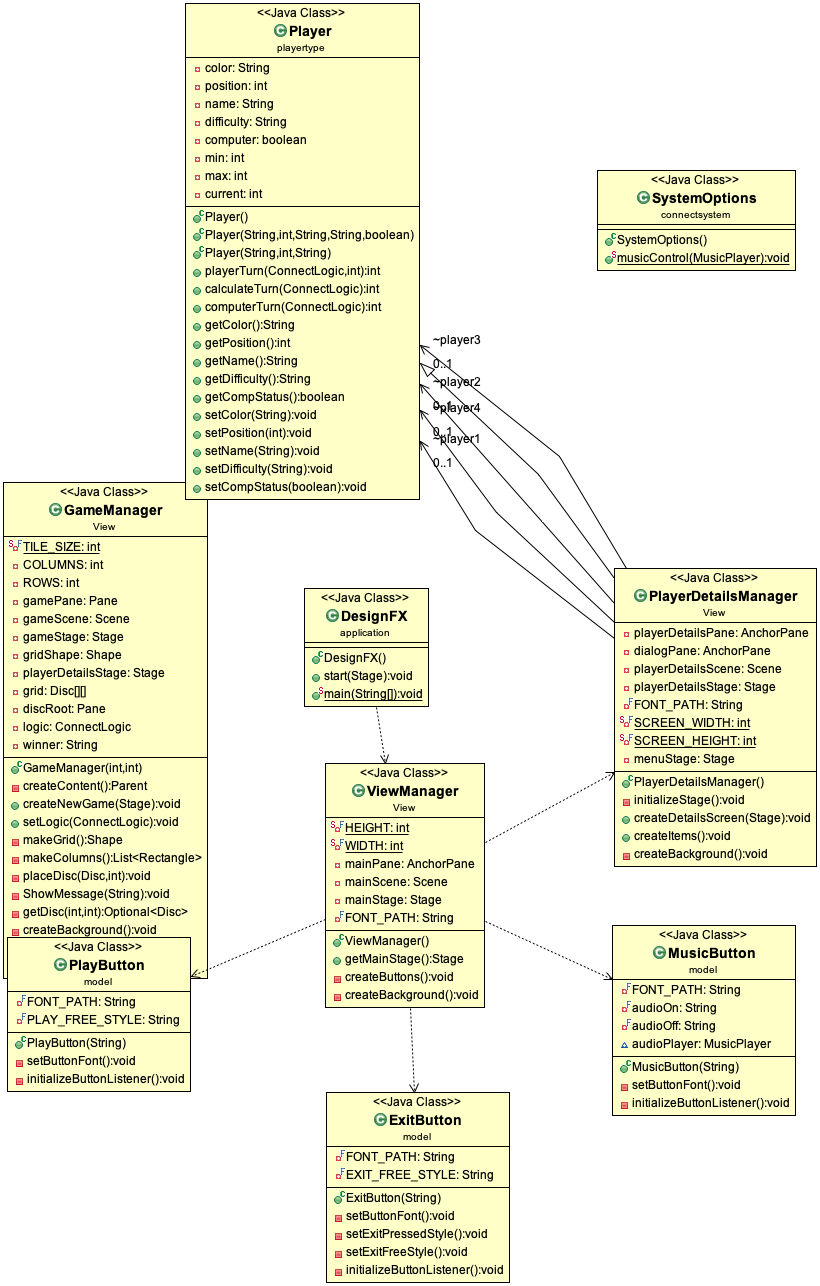 <<Java Class>>
Player
playertype
color: String
position: int
name: String
difficulty: String
computer: boolean
min: int
max: int
current: int
Player()
Player(String,int,String,String,boolean)
Player(String,int,String)
playerTurn(ConnectLogic,int):int
calculateTurn(ConnectLogic):int
computerTurn(ConnectLogic):int
getColor():String
getPosition():int
getName():String
getDifficulty():String
getCompStatus():boolean
setColor(String):void
setPosition(int):void
setName(String):void
setDifficulty(String):void
setCompStatus(boolean):void
<<Java Class>>
SystemOptions
connectsystem
SystemOptions()
musicControl(MusicPlayer):void
~player3
0..1
~player2
0..1
~player4
0..1
~player1
0..1
<<Java Class>>
GameManager
View
TILE_SIZE: int
COLUMNS: int
ROWS: int
gamePane: Pane
gameScene: Scene
gameStage: Stage
gridShape: Shape
playerDetailsStage: Stage
grid: Disc[][]
discRoot: Pane
logic: ConnectLogic
winner: String
GameManager(int,int)
createContent():Parent
createNewGame(Stage):void
setLogic(ConnectLogic):void
makeGrid():Shape
makeColumns():List<Rectangle>
placeDisc(Disc,int):void
ShowMessage(String):void
getDisc(int,int):Optional<Disc>
createBackground():void
<<Java Class>>
DesignFX
application
DesignFX()
start(Stage):void
main(String[]):void
<<Java Class>>
PlayerDetailsManager
View
playerDetailsPane: AnchorPane
dialogPane: AnchorPane
playerDetailsScene: Scene
playerDetailsStage: Stage
FONT_PATH: String
SCREEN_WIDTH: int
SCREEN_HEIGHT: int
menuStage: Stage
PlayerDetailsManager()
initializeStage():void
createDetailsScreen(Stage):void
createItems():void
createBackground():void
<<Java Class>>
ViewManager
View
HEIGHT: int
WIDTH: int
mainPane: AnchorPane
mainScene: Scene
mainStage: Stage
FONT_PATH: String
ViewManager()
getMainStage():Stage
createButtons():void
createBackground():void
<<Java Class>>
PlayButton
model
FONT_PATH: String
PLAY_FREE_STYLE: String
PlayButton(String)
setButtonFont():void
initializeButtonListener():void
<<Java Class>>
MusicButton
model
FONT_PATH: String
audioOn: String
audioOff: String
audioPlayer: MusicPlayer
MusicButton(String)
setButtonFont():void
initializeButtonListener():void
<<Java Class>>
ExitButton
model
FONT_PATH: String
EXIT_FREE_STYLE: String
ExitButton(String)
setButtonFont():void
setExitPressedStyle():void
setExitFreeStyle():void
initializeButtonListener():void